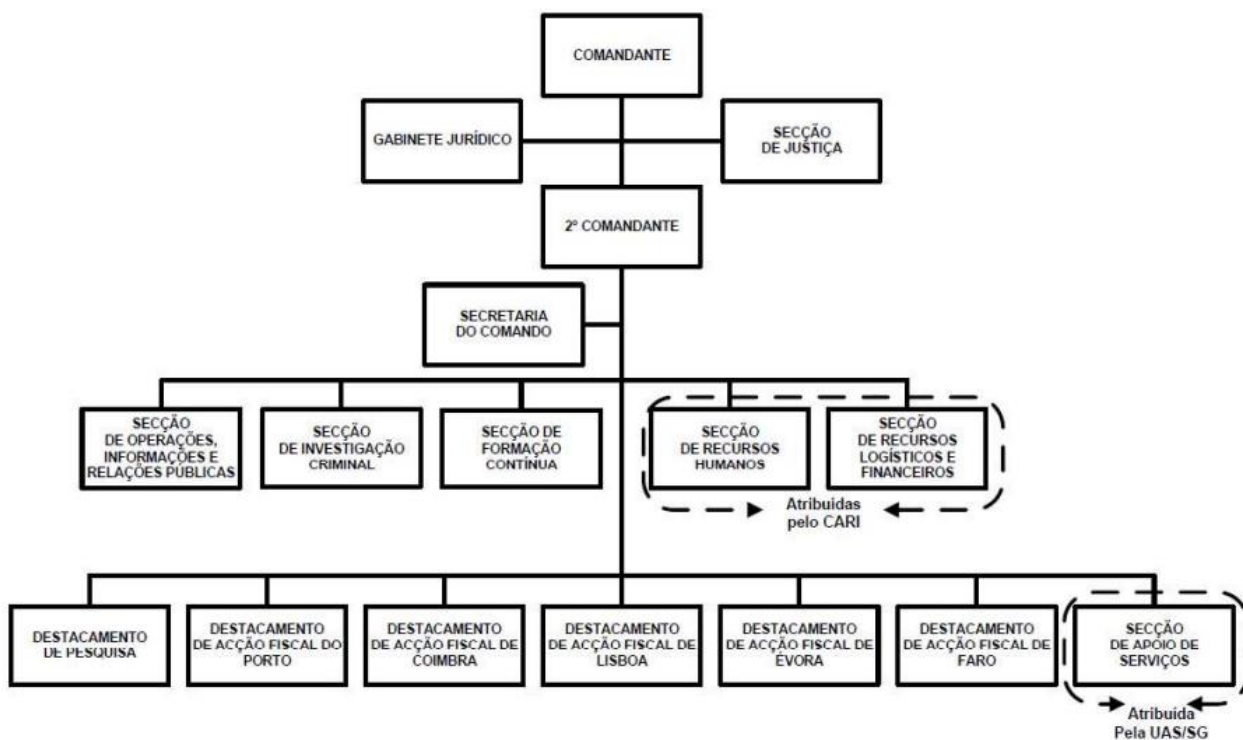 COMANDANTE
GABINETE JURÍDICO
SECÇÃO
DE JUSTIÇA
2º COMANDANTE
SECRETARIA
DO COMANDO
SECÇÃO
DE OPERAÇÕES,
INFORMAÇÕES E
RELAÇÕES PÚBLICAS
SECÇÃO
DE INVESTIGAÇÃO
CRIMINAL
SECÇÃO DE
FORMAÇÃO
CONTÍNUA
SECÇÃO
DE RECURSOS
HUMANOS
SECÇÃO
DE RECURSOS
LOGÍSTICOS E
FINANCEIROS
Atribuidas
pelo CARI
DESTACAMENTO
DE PESQUISA
DESTACAMENTO
DE ACÇÃO FISCAL DO
PORTO
DESTACAMENTO
DE ACÇÃO FISCAL DE
COIMBRA
DESTACAMENTO
DE ACÇÃO FISCAL DE
LISBOA
DESTACAMENTO
DE ACÇÃO FISCAL DE
ÉVORA
DESTACAMENTO
DE ACÇÃO FISCAL DE
FARO
SECÇÃO
DE APOIO DE
SERVIÇOS
Atribuída
Pela UAS/SG